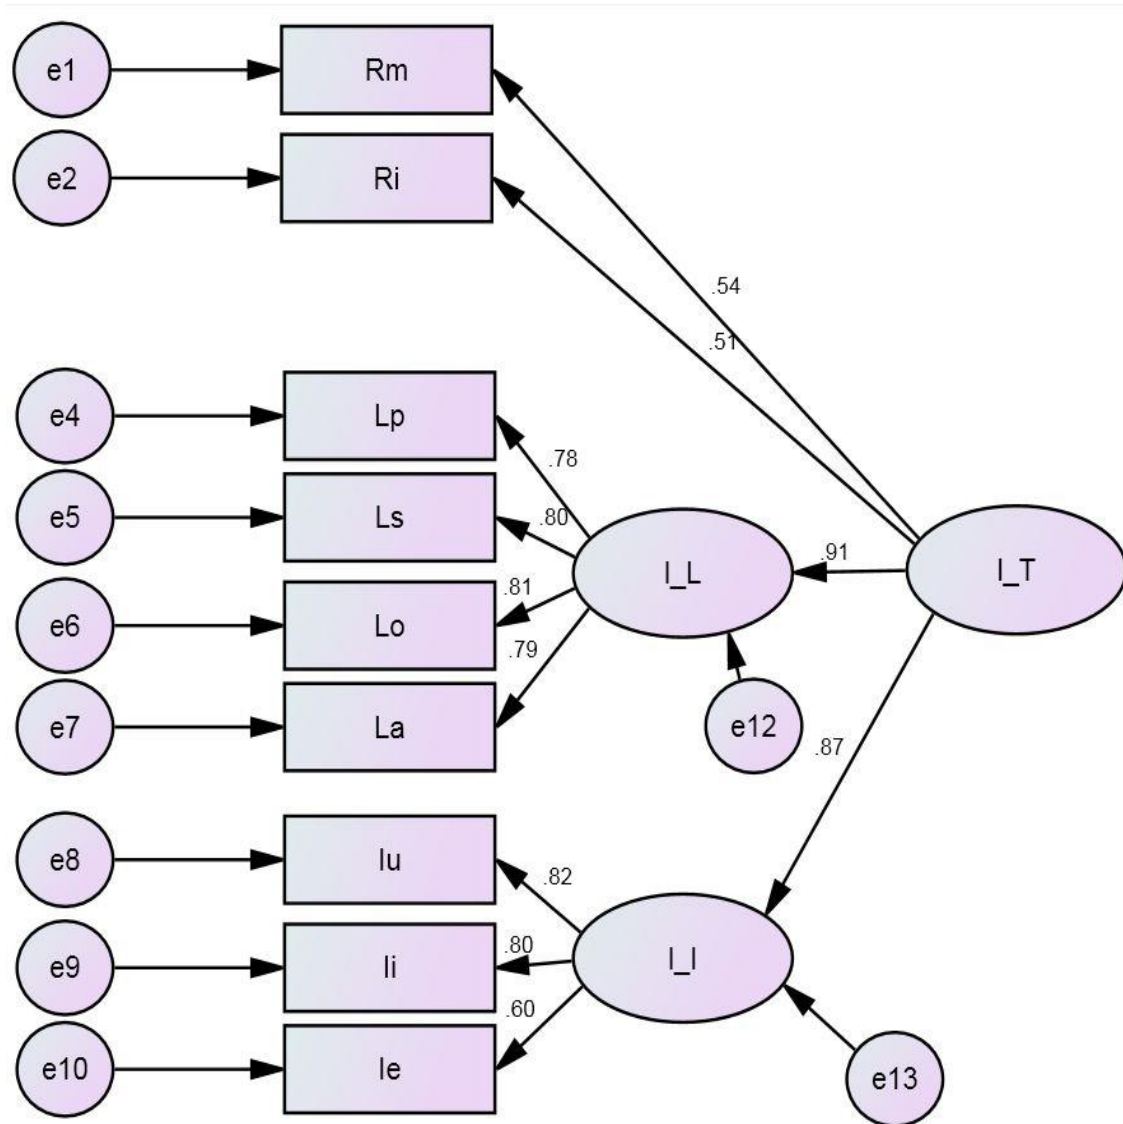 e1
Rm
e2
Ri
.54
.51
e4
Lp
.78
e5
Ls
.80
I_L
.91
I_T
e6
Lo
.81
.79
e7
La
e12
.87
e8
Iu
.82
e9
Ii
.80
I_I
.60
e10
Ie
e13